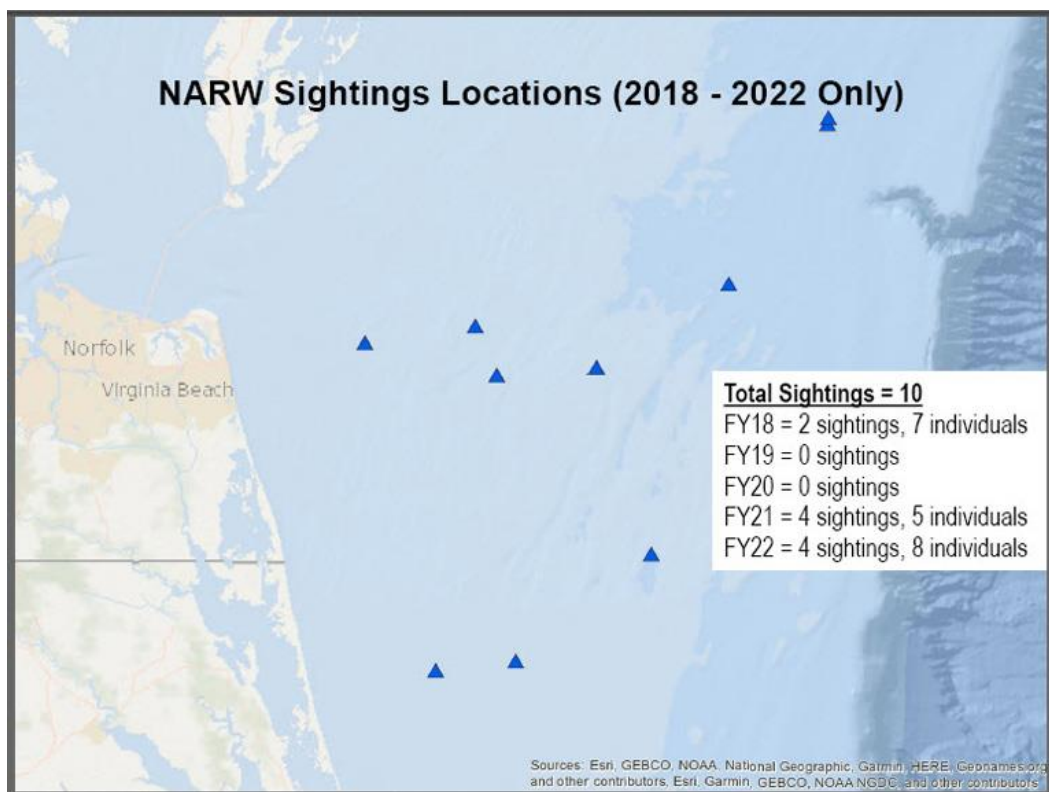 NARW Sightings Locations (2018 - 2022 Only)
Norfolk
Virginia Beach
Total Sightings = 10
FY18 = 2 sightings, 7 individuals
FY19 = 0 sightings
FY20 = 0 sightings
FY21 = 4 sightings, 5 individuals
FY22 = 4 sightings, 8 individuals
Sources: Esri, GEBCO, NOAA, National Geographic, Garmin, HERE, Geonames.org
and other contributors, Esri, Garmin, GEBCO, NOAA NGDC, and other contributors